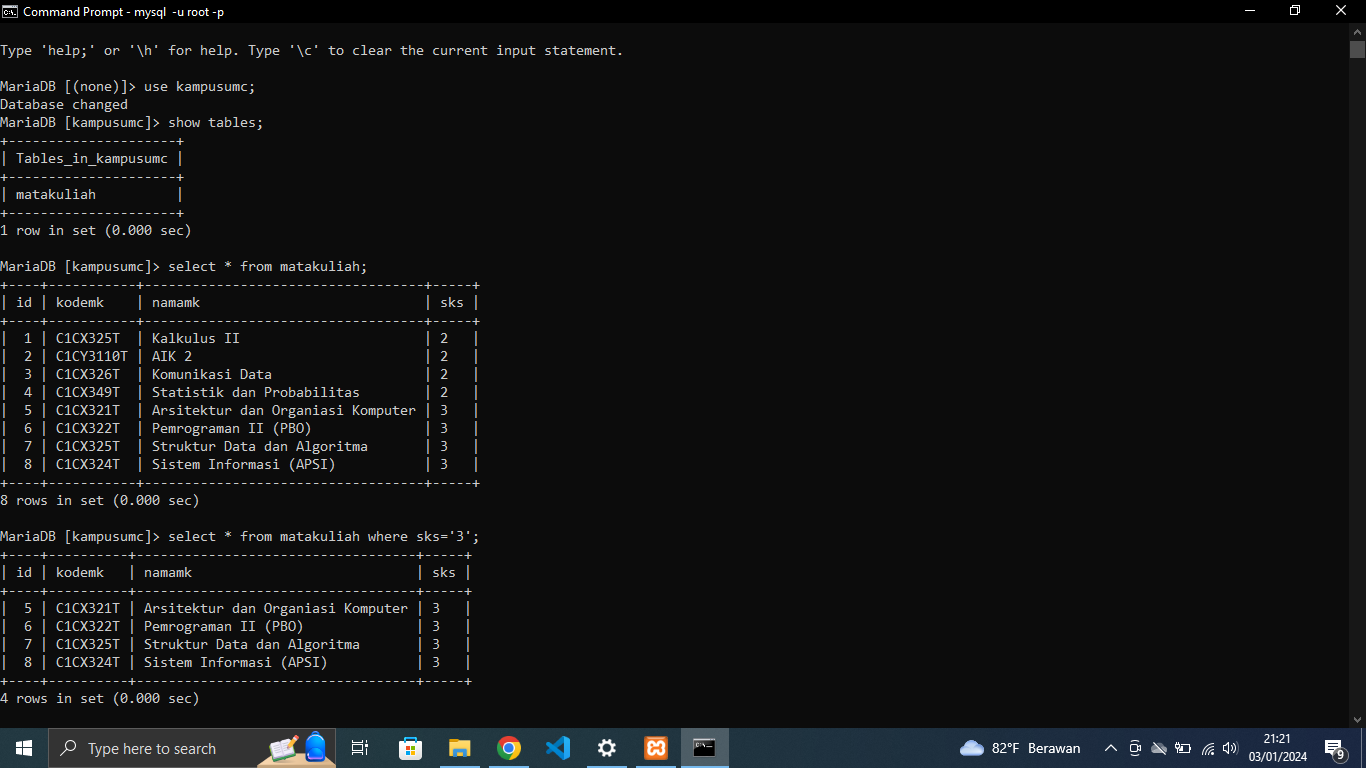 Command Prompt - mysql -u root -p
Type 'help;' or '\h' for help. Type '\c' to clear the current input statement.
MariaDB [(none)]> use kampusumc;
Database changed
MariaDB [kampusumc]> show tables;
+---------------------+
| Tables_in_kampusumc |
+---------------------+
| matakuliah          |
+---------------------+
1 row in set (0.000 sec)
MariaDB [kampusumc]> select * from matakuliah;
+----+-----------+-----------------------------------+-----+
| id | kodemk    | namamk                            | sks |
+----+-----------+-----------------------------------+-----+
|  1 | C1CX325T  | Kalkulus II                       | 2   |
|  2 | C1CY3110T | AIK 2                             | 2   |
|  3 | C1CX326T  | Komunikasi Data                   | 2   |
|  4 | C1CX349T  | Statistik dan Probabilitas        | 2   |
|  5 | C1CX321T  | Arsitektur dan Organiasi Komputer | 3   |
|  6 | C1CX322T  | Pemrograman II (PBO)              | 3   |
|  7 | C1CX325T  | Struktur Data dan Algoritma       | 3   |
|  8 | C1CX324T  | Sistem Informasi (APSI)           | 3   |
+----+-----------+-----------------------------------+-----+
8 rows in set (0.000 sec)
MariaDB [kampusumc]> select * from matakuliah where sks='3';
+----+----------+-----------------------------------+-----+
| id | kodemk   | namamk                            | sks |
+----+----------+-----------------------------------+-----+
|  5 | C1CX321T | Arsitektur dan Organiasi Komputer | 3   |
|  6 | C1CX322T | Pemrograman II (PBO)              | 3   |
|  7 | C1CX325T | Struktur Data dan Algoritma       | 3   |
|  8 | C1CX324T | Sistem Informasi (APSI)           | 3   |
+----+----------+-----------------------------------+-----+
4 rows in set (0.000 sec)
Type here to search
82°F Berawan
21:21
03/01/2024
9